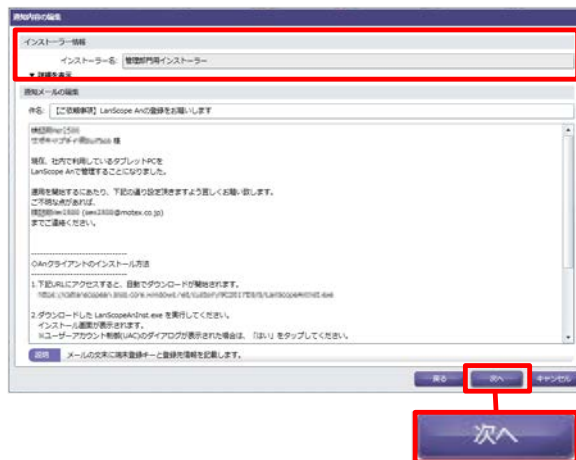 通知内容の編集
インストーラー情報
インストーラー名: 管理部門用インストーラー
▼ 詳細を表示
通知メールの編集
件名: 【ご依頼事項】LanScope Anの登録をお願いします
様
現在、社内で利用しているタブレットPCを
LanScope Anで管理することになりました。
運用を開始するにあたり、下記の通り設定頂きますよう宜しくお願い致します。
ご不明な点があれば、
@motex.co.jp)
までご連絡ください。
------------------------
◇Anクライアントのインストール方法
------------------------
1.下記URLにアクセスすると、自動でダウンロードが開始されます。
2.ダウンロードした LanScopeAnInst.exe を実行してください。
インストール画面が表示されます。
※ユーザーアカウント制御(UAC)のダイアログが表示された場合は、「はい」をタップしてください。
説明 メールの文末に端末登録キーと登録先情報を記載します。
戻る 次へ キャンセル
次へ